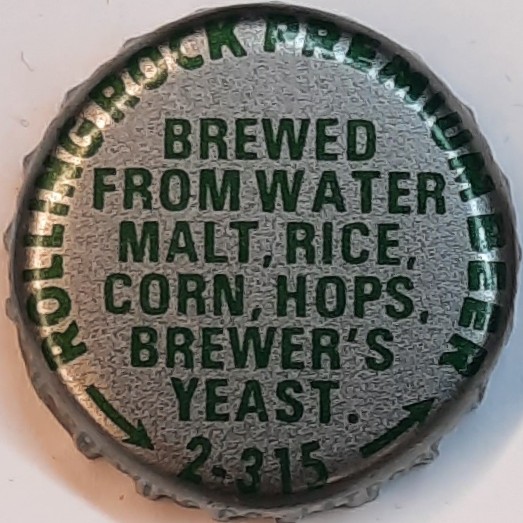 ROLLING ROCK PREMIUM BEER
BREWED
FROM WATER
MALT, RICE,
CORN, HOPS,
BREWER'S
YEAST.
2-315